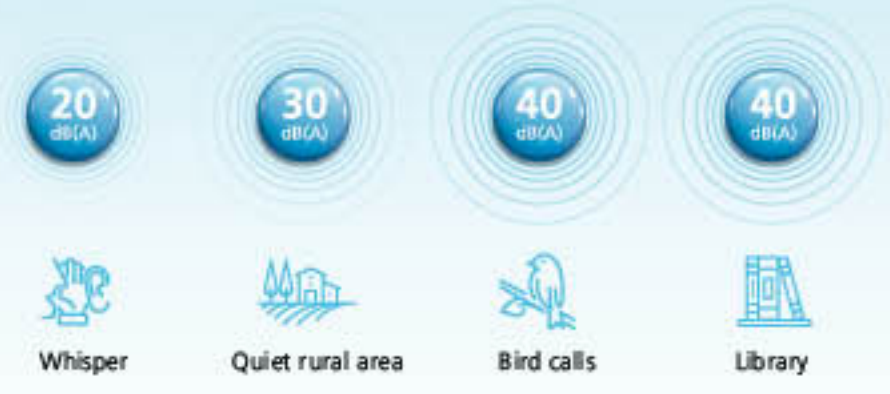 20
dB(A)
30
dB(A)
40
dB(A)
40
dB(A)
Whisper
Quiet rural area
Bird calls
Library